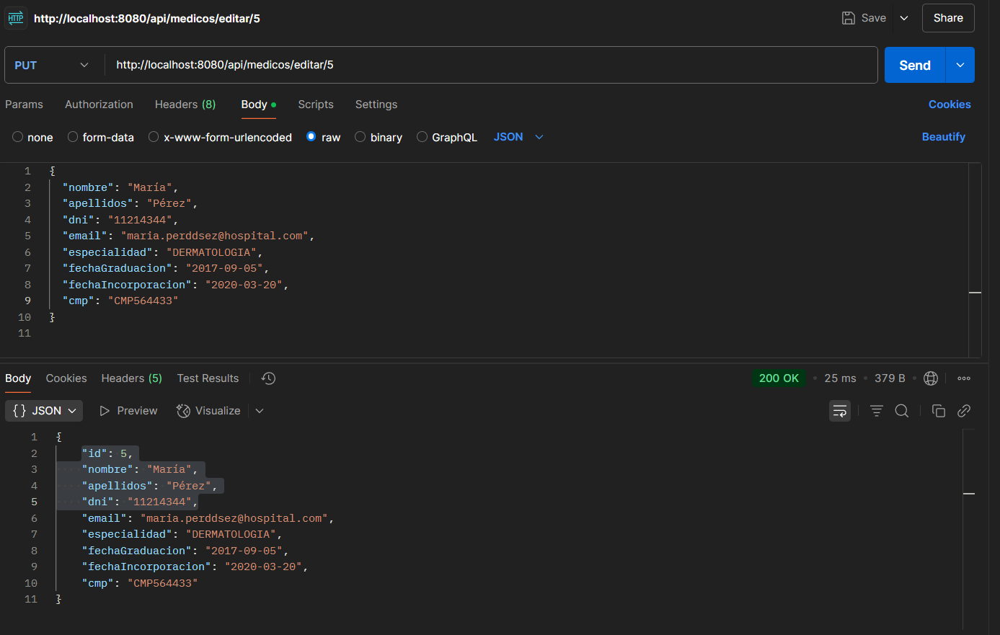 HTTP http://localhost:8080/api/medicos/editar/5 Save Share
PUT http://localhost:8080/api/medicos/editar/5 Send
Params Authorization Headers (8) Body Scripts Settings Cookies
none form-data x-www-form-urlencoded raw binary GraphQL JSON Beautify
1 {
2 "nombre": "María",
3 "apellidos": "Pérez",
4 "dni": "11214344",
5 "email": "maria.perddsez@hospital.com",
6 "especialidad": "DERMATOLOGIA",
7 "fechaGraduacion": "2017-09-05",
8 "fechaIncorporacion": "2020-03-20",
9 "cmp": "CMP564433"
10 }
11
Body Cookies Headers (5) Test Results 200 OK • 25 ms • 379 B •
{} JSON Preview Visualize
1 {
2 "id": 5,
3 "nombre": "María",
4 "apellidos": "Pérez",
5 "dni": "11214344",
6 "email": "maria.perddsez@hospital.com",
7 "especialidad": "DERMATOLOGIA",
8 "fechaGraduacion": "2017-09-05",
9 "fechaIncorporacion": "2020-03-20",
10 "cmp": "CMP564433"
11 }